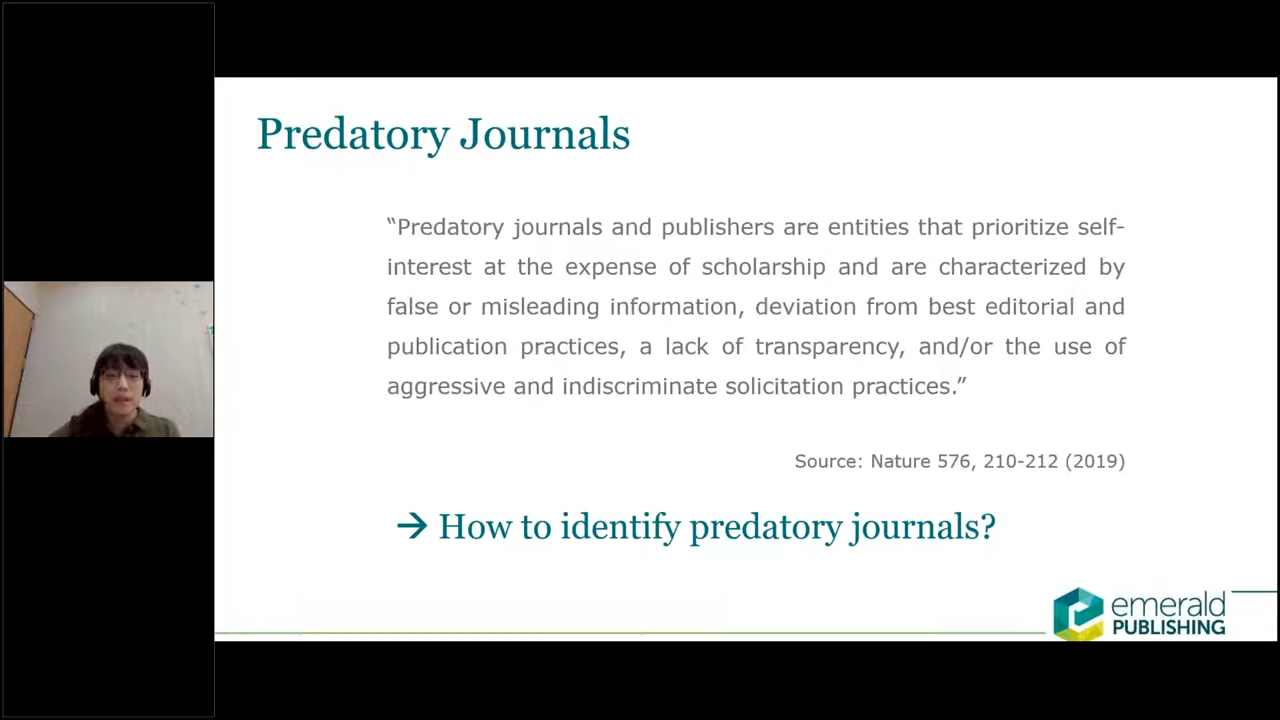 Predatory Journals
“Predatory journals and publishers are entities that prioritize self-
interest at the expense of scholarship and are characterized by
false or misleading information, deviation from best editorial and
publication practices, a lack of transparency, and/or the use of
aggressive and indiscriminate solicitation practices.”
Source: Nature 576, 210-212 (2019)
→ How to identify predatory journals?
emerald
PUBLISHING